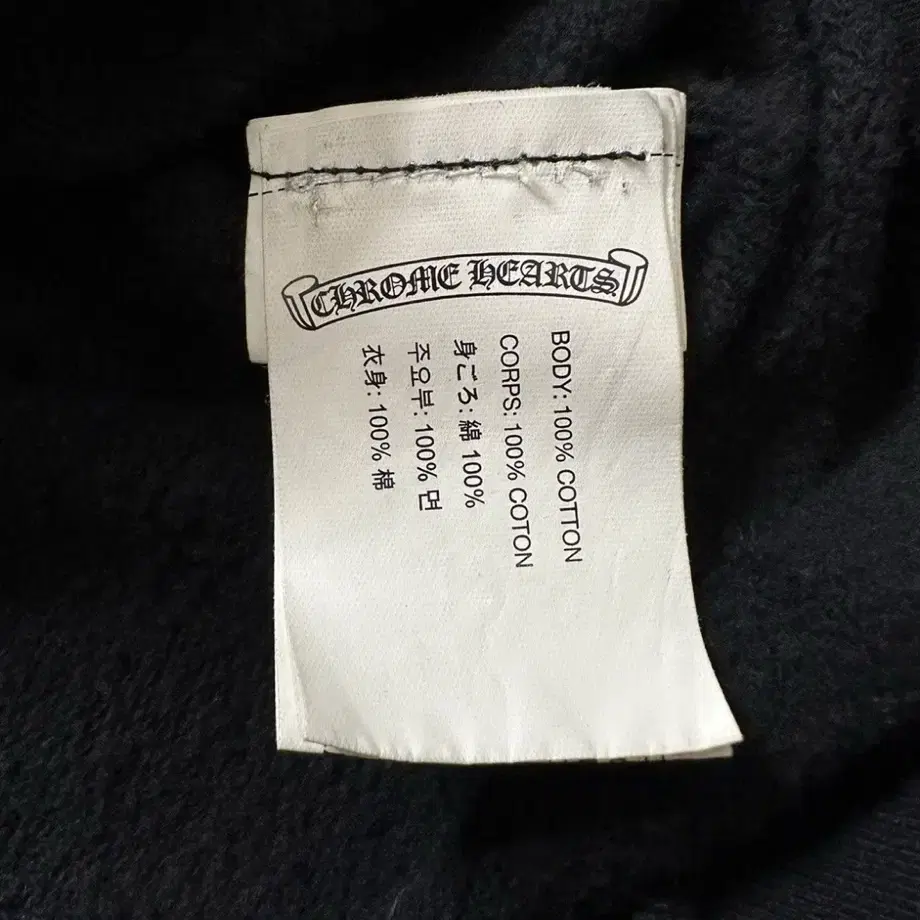 CHROME HEARTS
BODY: 100% COTTON
CORPS: 100% COTON
身ごろ: 綿 100%
주요부: 100% 면
衣身: 100% 棉